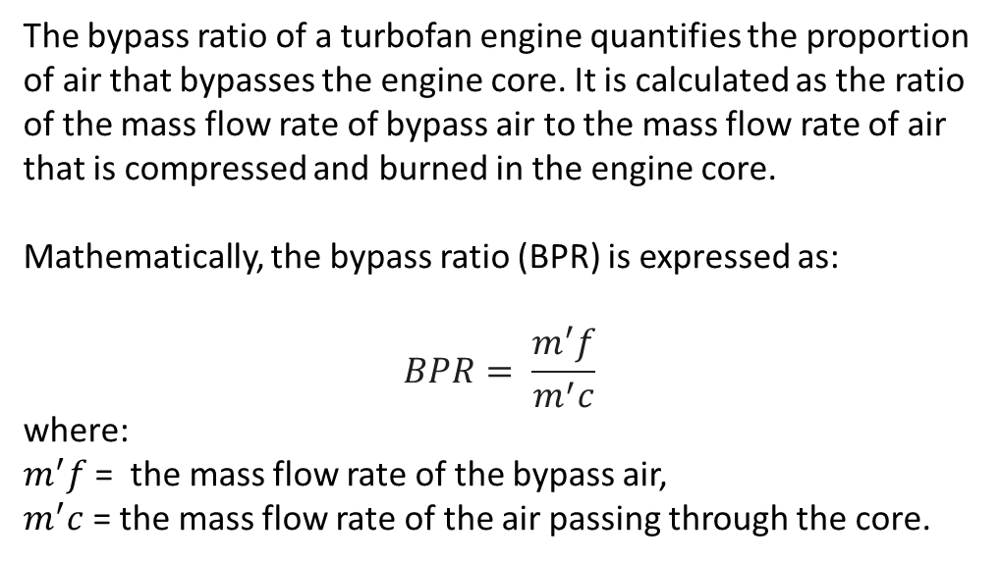 The bypass ratio of a turbofan engine quantifies the proportion
of air that bypasses the engine core. It is calculated as the ratio
of the mass flow rate of bypass air to the mass flow rate of air
that is compressed and burned in the engine core.
Mathematically, the bypass ratio (BPR) is expressed as:
BPR = m′f / m′c
where:
m′f = the mass flow rate of the bypass air,
m′c = the mass flow rate of the air passing through the core.